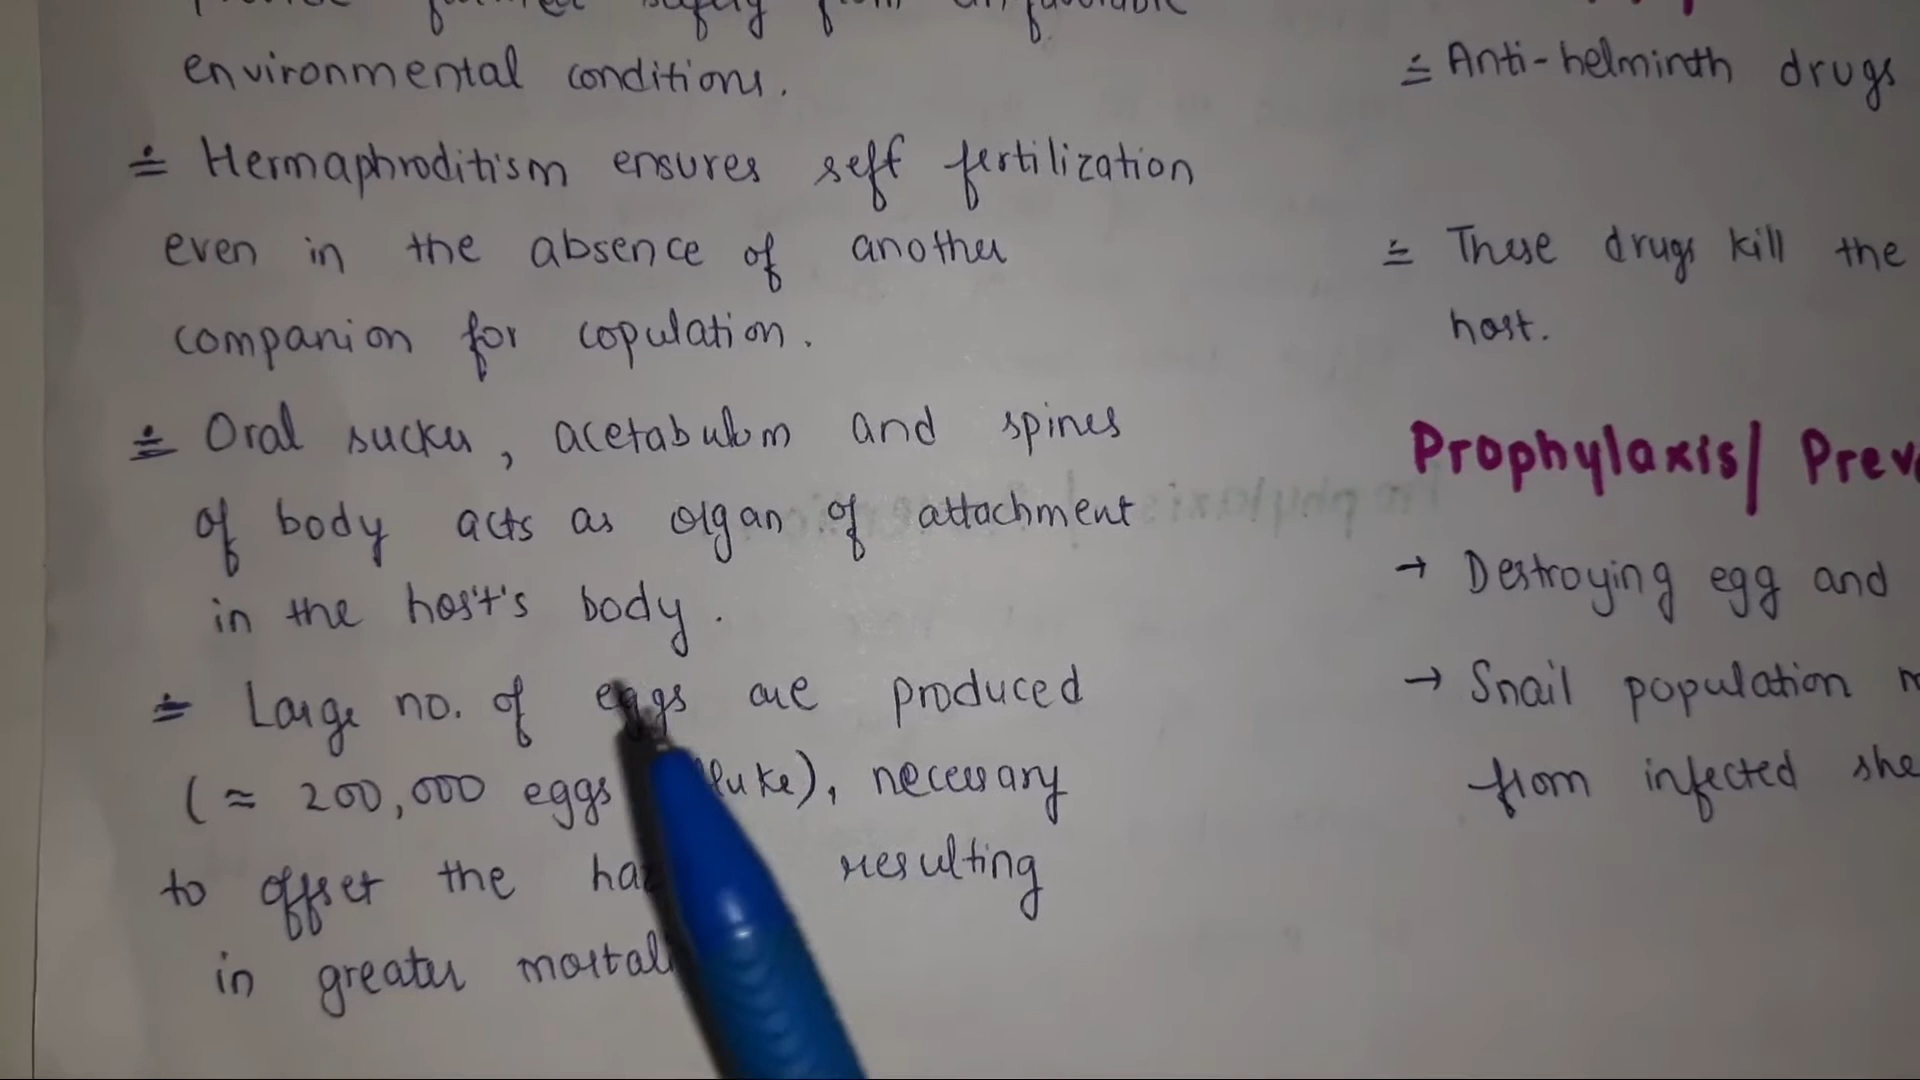 environmental conditions.
≐ Hermaphroditism ensures self fertilization
even in the absence of another
companion for copulation.
≐ Oral sucker, acetabulum and spines
of body acts as organ of attachment
in the host's body.
≐ Large no. of eggs are produced
(≈ 200,000 eggs fluke), necessary
to offset the resulting
in greater
≐ Anti-helminth drugs
≐ These drugs kill the
host.
Prophylaxis/
→ Destroying egg and
→ Snail population
from infected